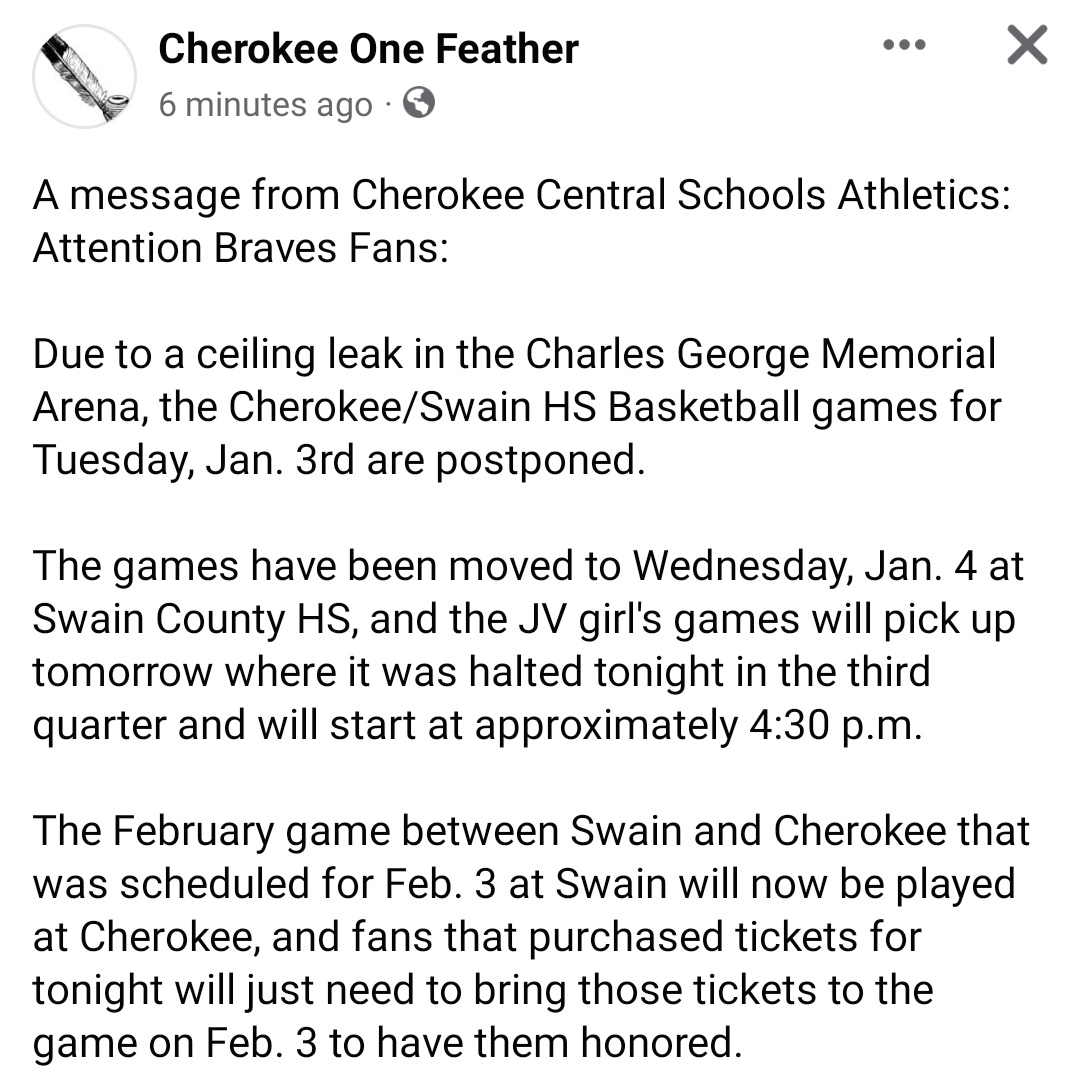 Cherokee One Feather
6 minutes ago ·
A message from Cherokee Central Schools Athletics:
Attention Braves Fans:
Due to a ceiling leak in the Charles George Memorial
Arena, the Cherokee/Swain HS Basketball games for
Tuesday, Jan. 3rd are postponed.
The games have been moved to Wednesday, Jan. 4 at
Swain County HS, and the JV girl's games will pick up
tomorrow where it was halted tonight in the third
quarter and will start at approximately 4:30 p.m.
The February game between Swain and Cherokee that
was scheduled for Feb. 3 at Swain will now be played
at Cherokee, and fans that purchased tickets for
tonight will just need to bring those tickets to the
game on Feb. 3 to have them honored.